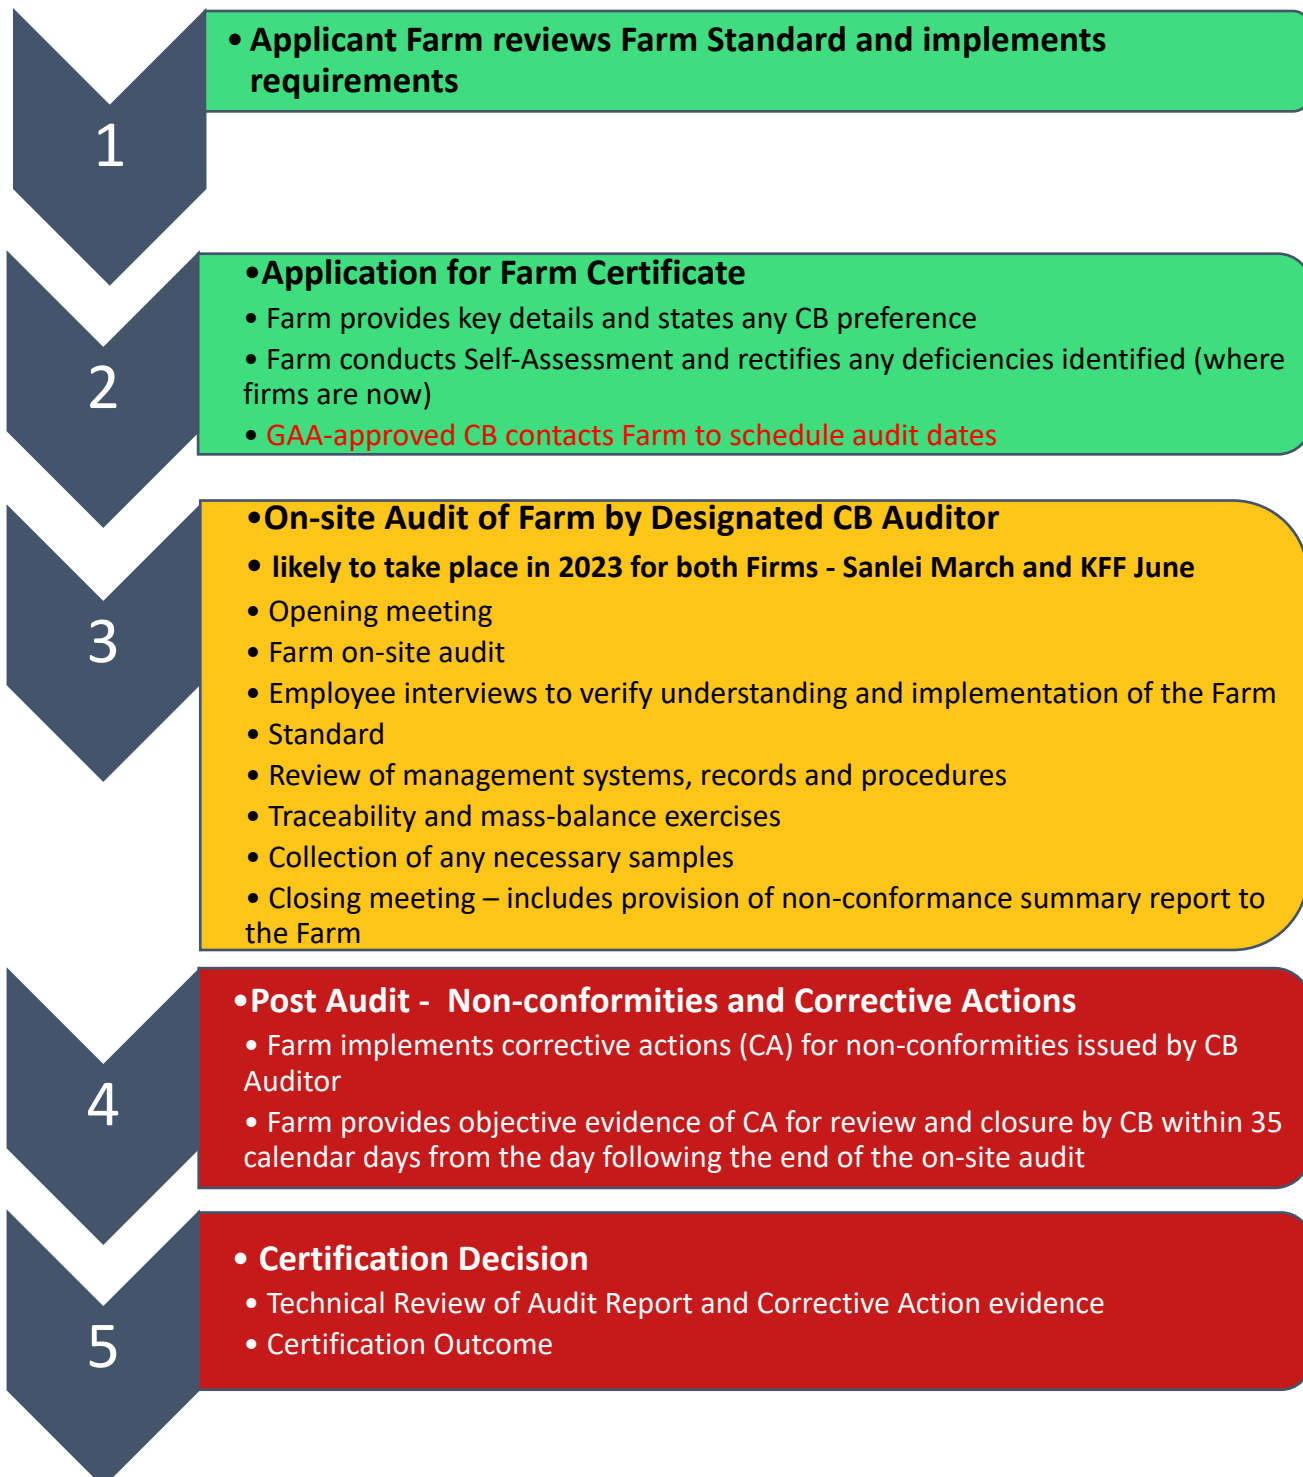 • Applicant Farm reviews Farm Standard and implements
requirements
1
•Application for Farm Certificate
• Farm provides key details and states any CB preference
• Farm conducts Self-Assessment and rectifies any deficiencies identified (where
firms are now)
• GAA-approved CB contacts Farm to schedule audit dates
2
•On-site Audit of Farm by Designated CB Auditor
• likely to take place in 2023 for both Firms - Sanlei March and KFF June
• Opening meeting
• Farm on-site audit
• Employee interviews to verify understanding and implementation of the Farm
• Standard
• Review of management systems, records and procedures
• Traceability and mass-balance exercises
• Collection of any necessary samples
• Closing meeting – includes provision of non-conformance summary report to
the Farm
3
•Post Audit - Non-conformities and Corrective Actions
• Farm implements corrective actions (CA) for non-conformities issued by CB
Auditor
• Farm provides objective evidence of CA for review and closure by CB within 35
calendar days from the day following the end of the on-site audit
4
• Certification Decision
• Technical Review of Audit Report and Corrective Action evidence
• Certification Outcome
5